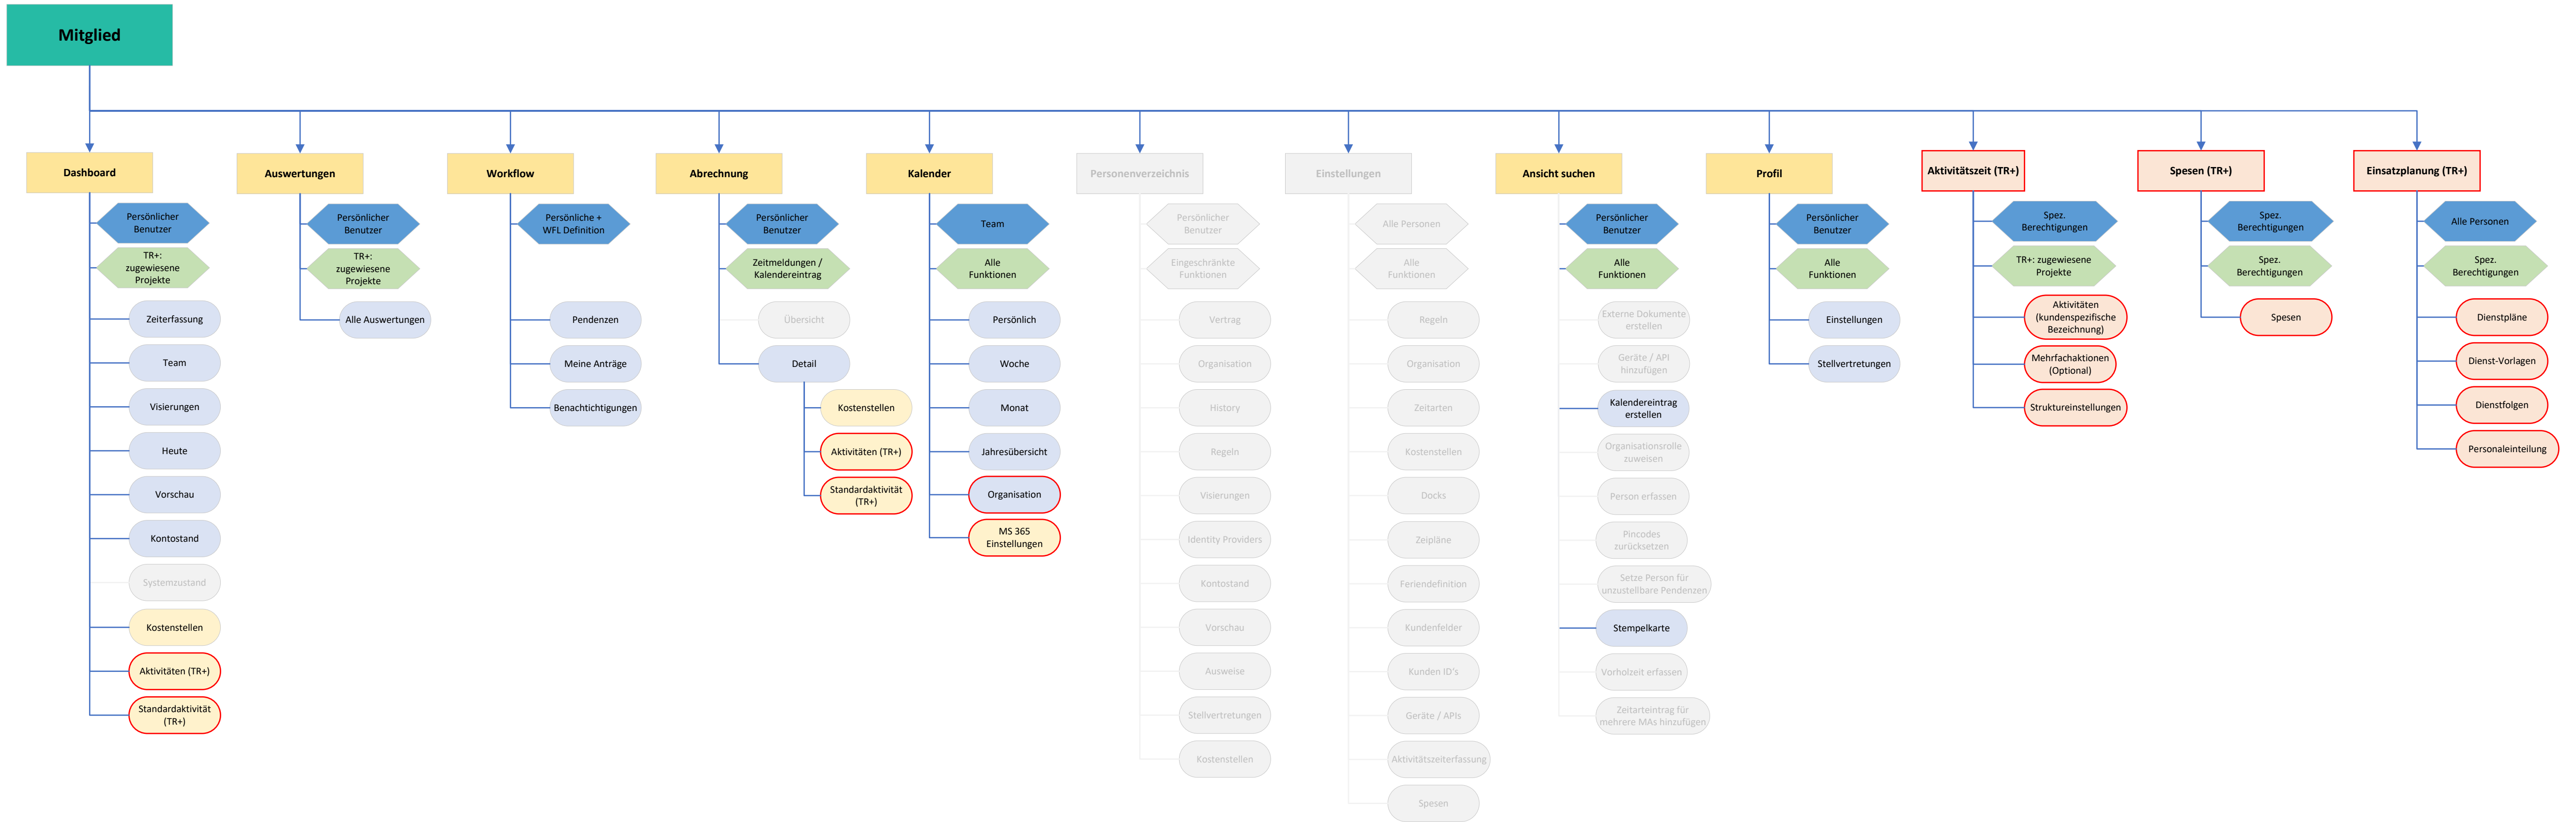 Mitglied
Dashboard
Persönlicher
Benutzer
TR+:
zugewiesene
Projekte
Zeiterfassung
Team
Visierungen
Heute
Vorschau
Kontostand
Systemzustand
Kostenstellen
Aktivitäten (TR+)
Standardaktivität
(TR+)
Auswertungen
Persönlicher
Benutzer
TR+:
zugewiesene
Projekte
Alle Auswertungen
Workflow
Persönliche +
WFL Definition
Pendenzen
Meine Anträge
Benachtichtigungen
Abrechnung
Persönlicher
Benutzer
Zeitmeldungen /
Kalendereintrag
Übersicht
Detail
Kostenstellen
Aktivitäten (TR+)
Standardaktivität
(TR+)
Kalender
Team
Alle
Funktionen
Persönlich
Woche
Monat
Jahresübersicht
Organisation
MS 365
Einstellungen
Personenverzeichnis
Persönlicher
Benutzer
Eingeschränkte
Funktionen
Vertrag
Organisation
History
Regeln
Visierungen
Identity Providers
Kontostand
Vorschau
Ausweise
Stellvertretungen
Kostenstellen
Einstellungen
Alle Personen
Alle
Funktionen
Regeln
Organisation
Zeitarten
Kostenstellen
Docks
Zeipläne
Feriendefinition
Kundenfelder
Kunden ID's
Geräte / APIs
Aktivitätszeiterfassung
Spesen
Ansicht suchen
Persönlicher
Benutzer
Alle
Funktionen
Externe Dokumente
erstellen
Geräte / API
hinzufügen
Kalendereintrag
erstellen
Organisationsrolle
zuweisen
Person erfassen
Pincodes
zurücksetzen
Setze Person für
unzustellbare Pendenzen
Stempelkarte
Vorholzeit erfassen
Zeitarteintrag für
mehrere MAs hinzufügen
Profil
Persönlicher
Benutzer
Alle
Funktionen
Einstellungen
Stellvertretungen
Aktivitätszeit (TR+)
Spez.
Berechtigungen
TR+: zugewiesene
Projekte
Aktivitäten
(kundenspezifische
Bezeichnung)
Mehrfachaktionen
(Optional)
Struktureinstellungen
Spesen (TR+)
Spez.
Berechtigungen
Spez.
Berechtigungen
Spesen
Einsatzplanung (TR+)
Alle Personen
Spez.
Berechtigungen
Dienstpläne
Dienst-Vorlagen
Dienstfolgen
Personaleinteilung